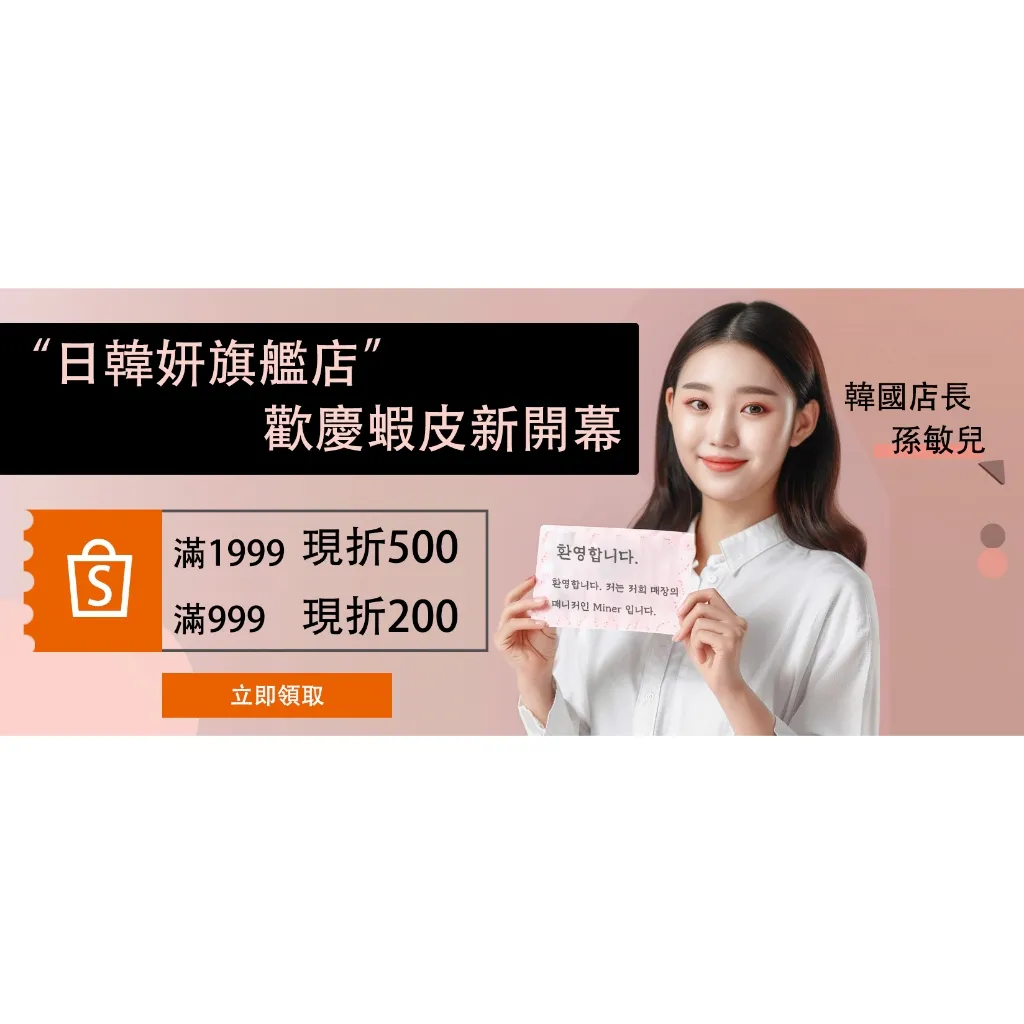 “日韓妍旗艦店”
歡慶蝦皮新開幕
韓國店長
孫敏兒
S
滿1999 現折500
滿999 現折200
立即領取
환영합니다.
환영합니다. 커는 커희 매장의
매니커인 Miner 입니다.